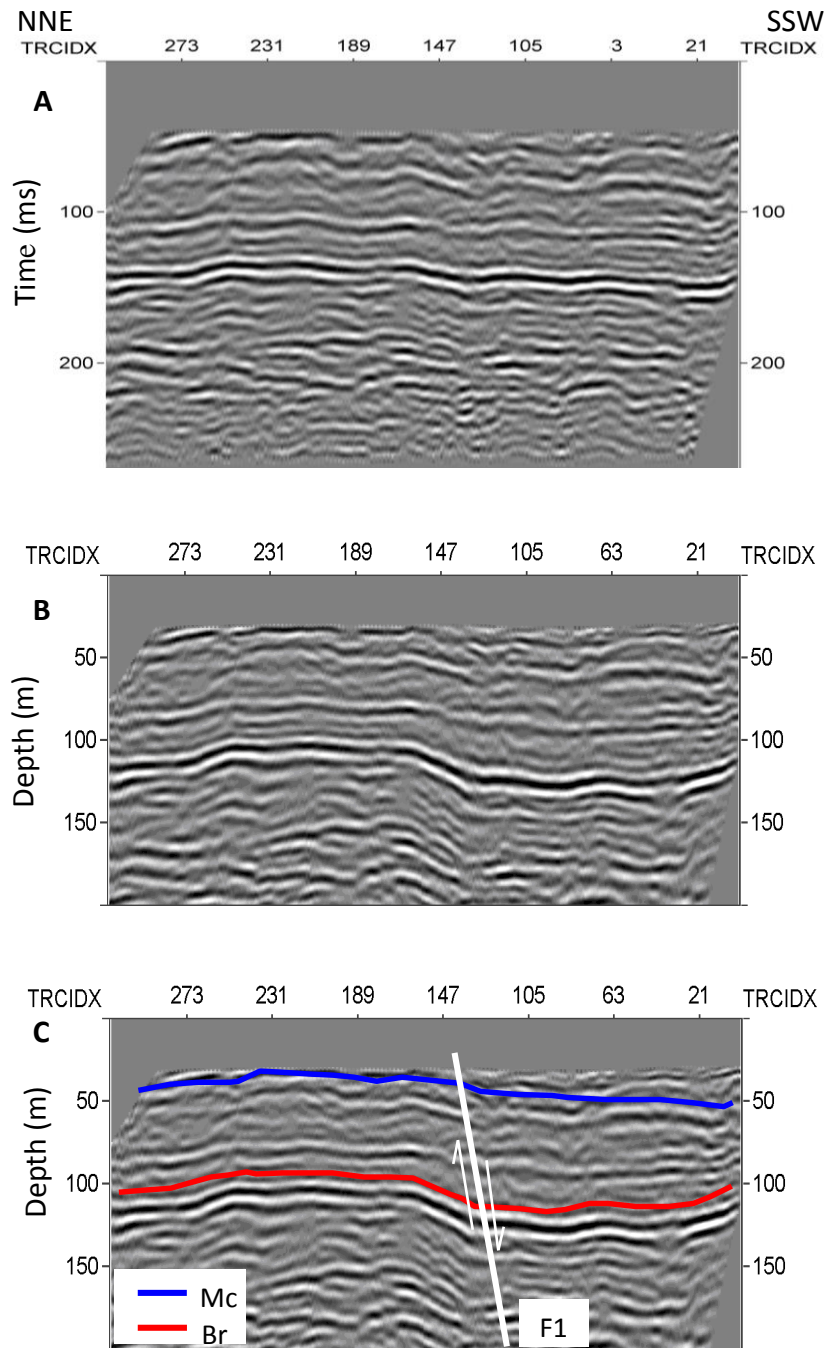 NNE SSW
TRCIDX 273 231 189 147 105 3 21 TRCIDX
A
Time (ms)
100 100
200 200
TRCIDX 273 231 189 147 105 63 21 TRCIDX
B
Depth (m)
50 50
100 100
150 150
TRCIDX 273 231 189 147 105 63 21 TRCIDX
C
Depth (m)
50 50
100 100
150 150
Mc
Br
F1